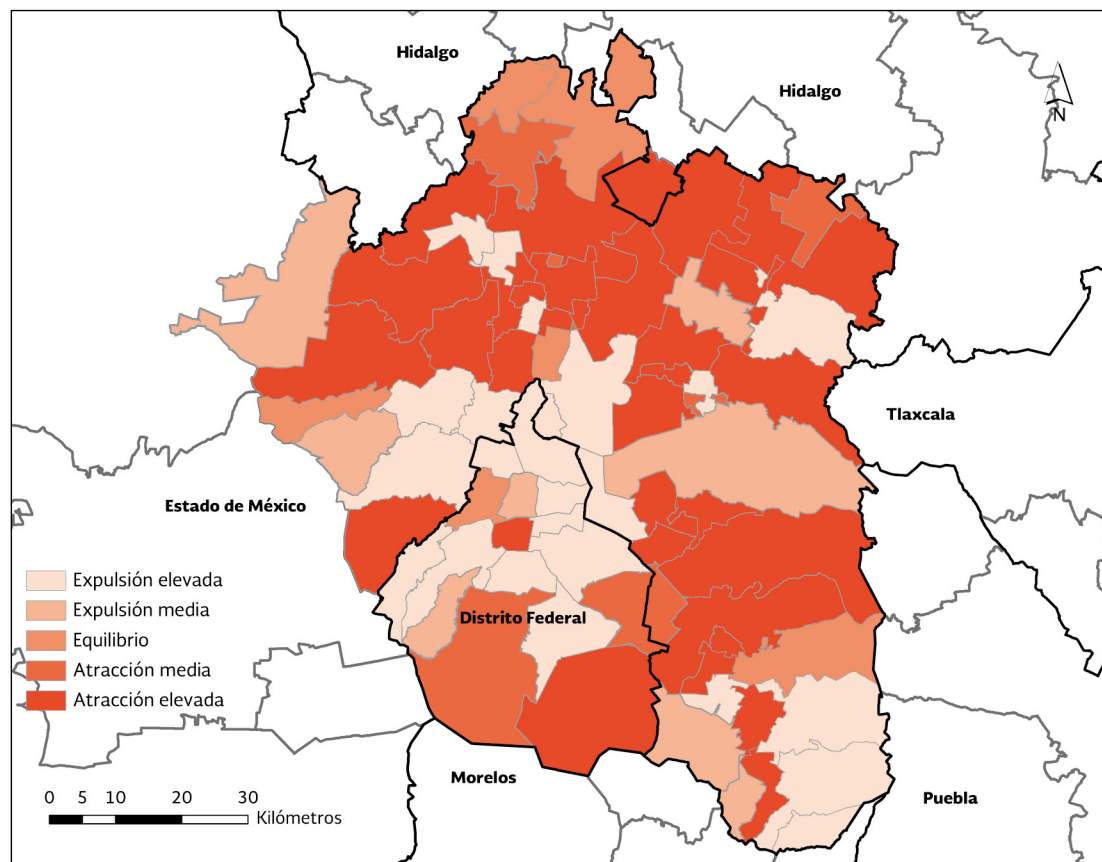 Hidalgo
Hidalgo
N
Tlaxcala
Estado de México
Expulsión elevada
Expulsión media
Equilibrio
Atracción media
Atracción elevada
Distrito Federal
Morelos
Puebla
0 5 10 20 30
Kilómetros